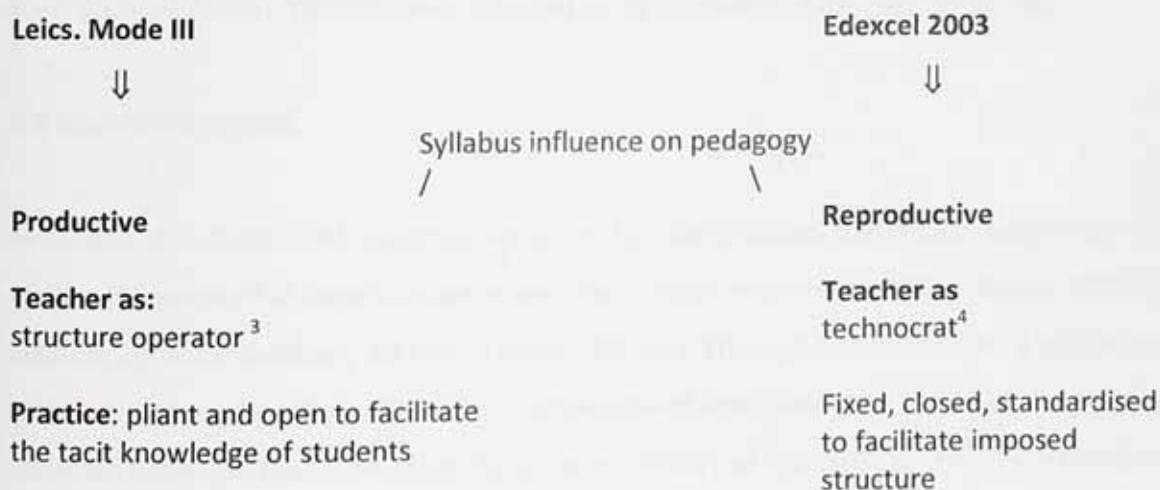 Leics. Mode III
Edexcel 2003
⇓
⇓
Syllabus influence on pedagogy
/
\
Productive
Reproductive
Teacher as:
structure operator ³
Teacher as
technocrat⁴
Practice: pliant and open to facilitate
the tacit knowledge of students
Fixed, closed, standardised
to facilitate imposed
structure